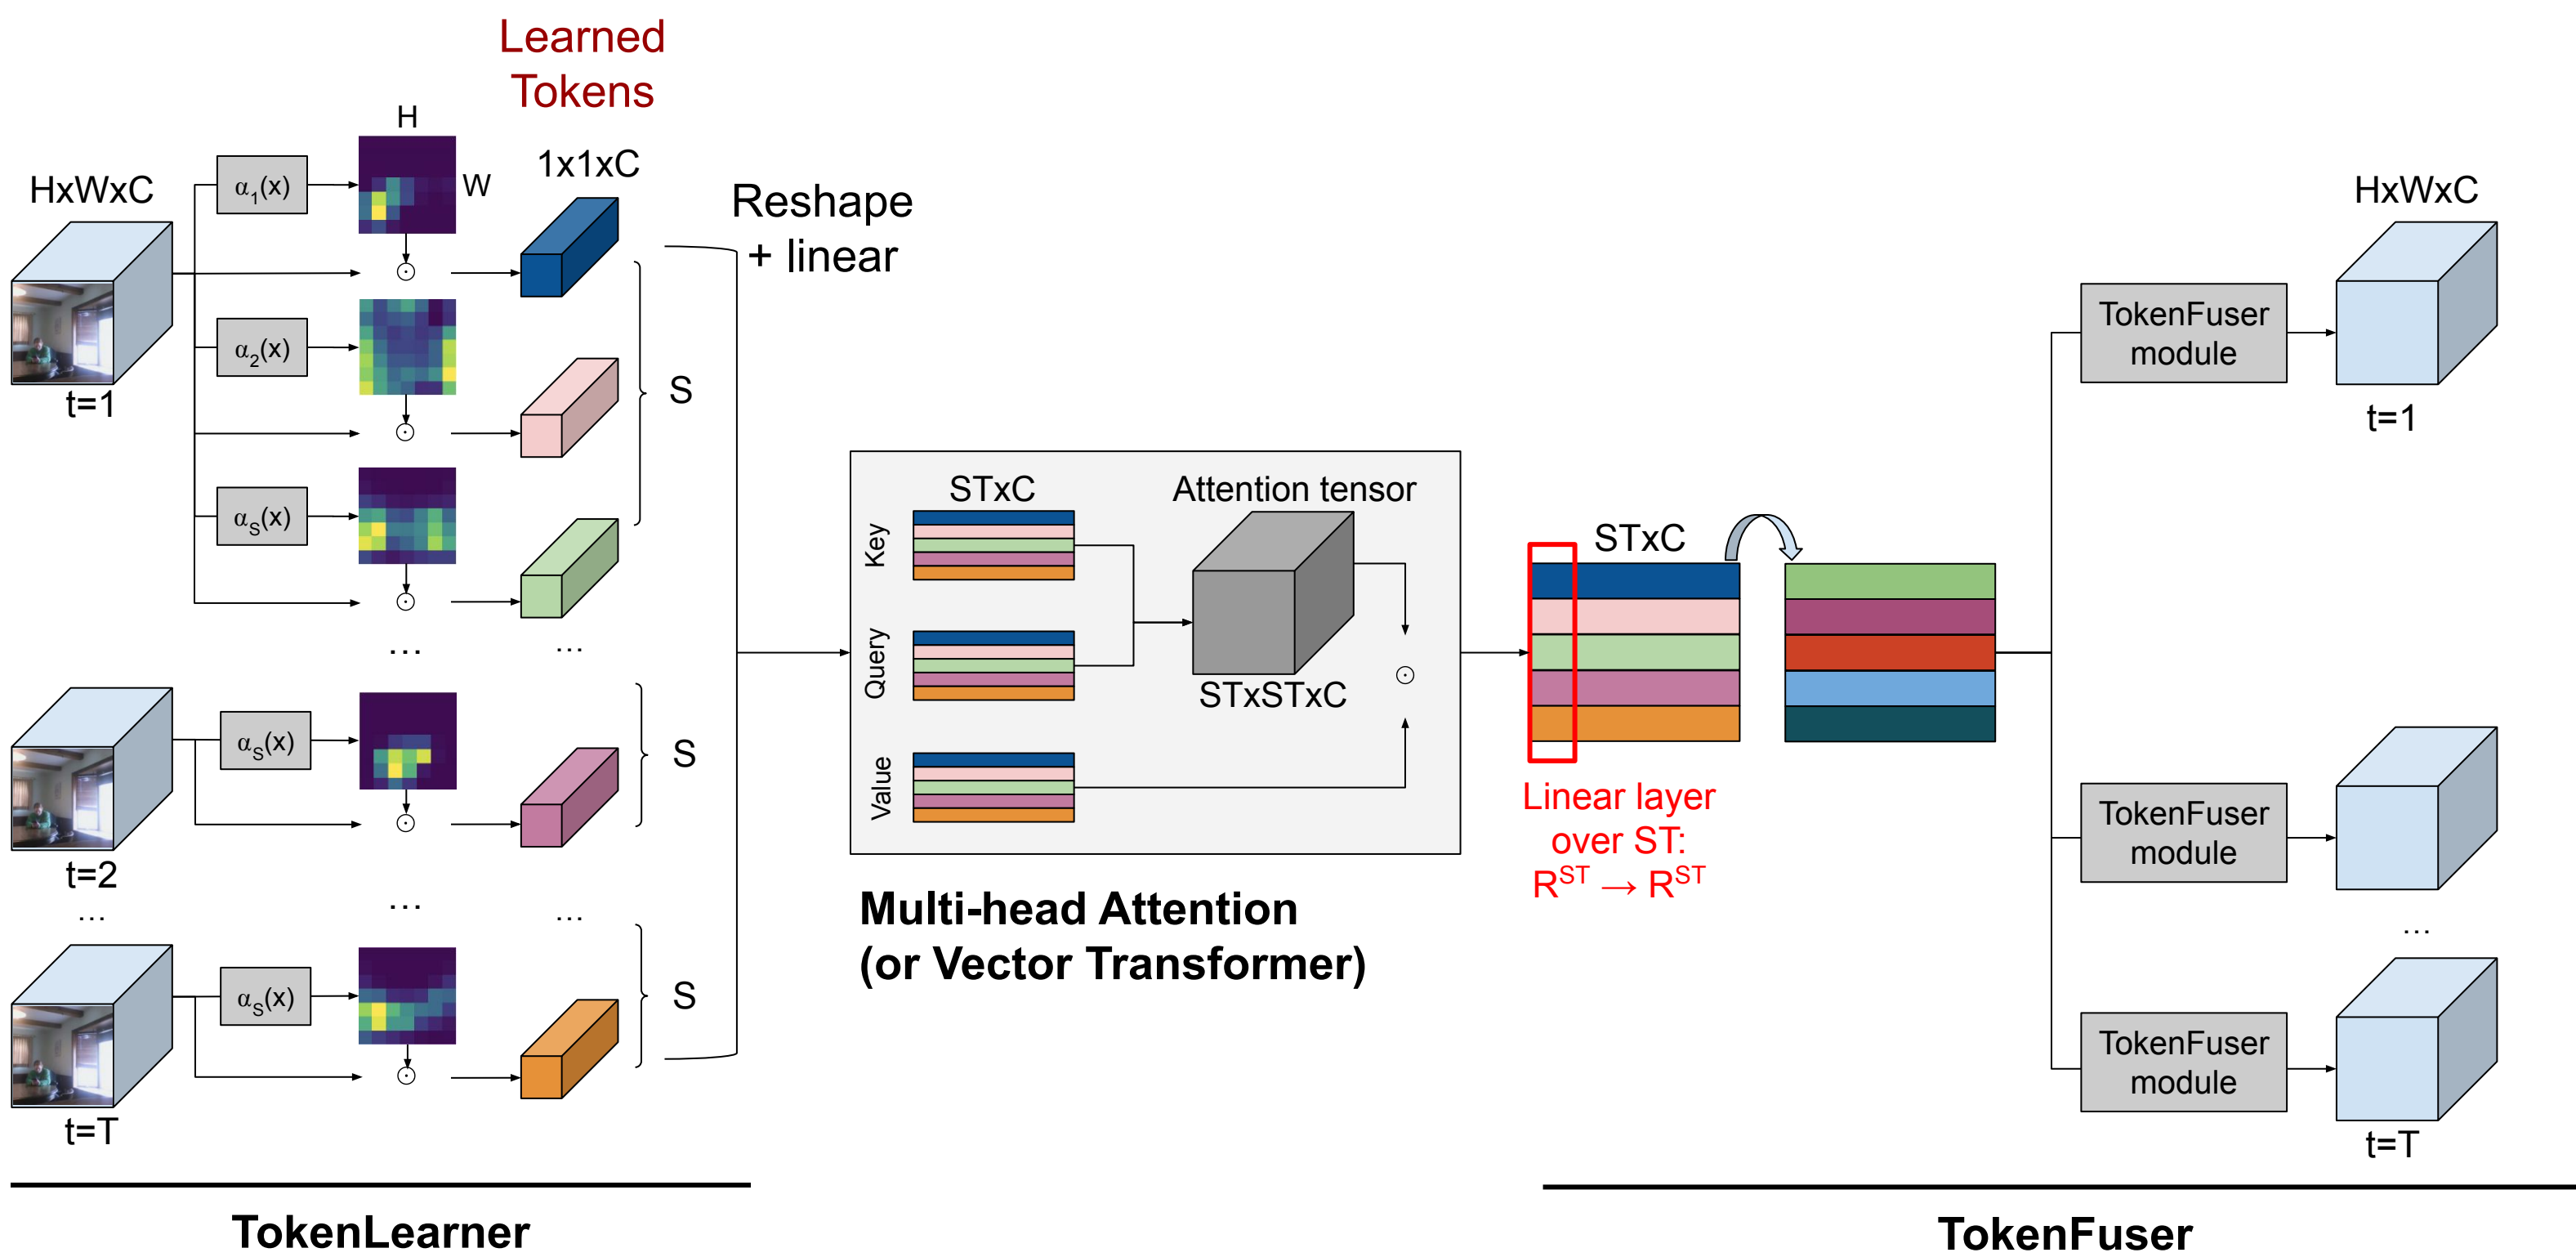 Learned
Tokens
HxWxC
t=1
α1(x)
H
W
1x1xC
α2(x)
S
αS(x)
...
...
t=2
αS(x)
S
...
...
...
t=T
αS(x)
S
TokenLearner
Reshape
+ linear
STxC
Key
Query
Value
Attention tensor
STxSTxC
Multi-head Attention
(or Vector Transformer)
STxC
Linear layer
over ST:
R^ST → R^ST
TokenFuser
module
HxWxC
t=1
TokenFuser
module
...
TokenFuser
module
t=T
TokenFuser